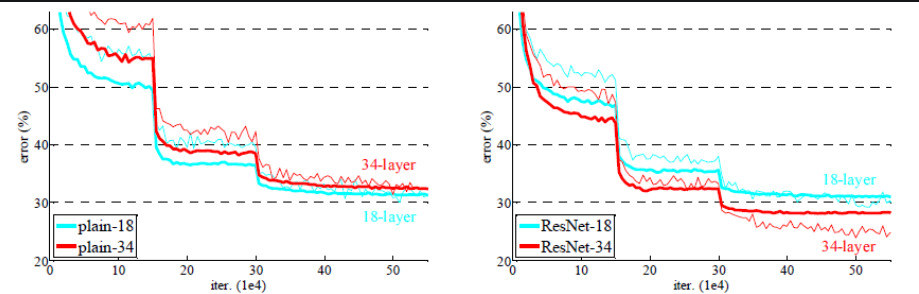 60
50
40
30
20
error (%)
34-layer
18-layer
plain-18
plain-34
0
10
20
30
40
50
iter. (1e4)
60
50
40
30
20
error (%)
18-layer
34-layer
ResNet-18
ResNet-34
0
10
20
30
40
50
iter. (1e4)